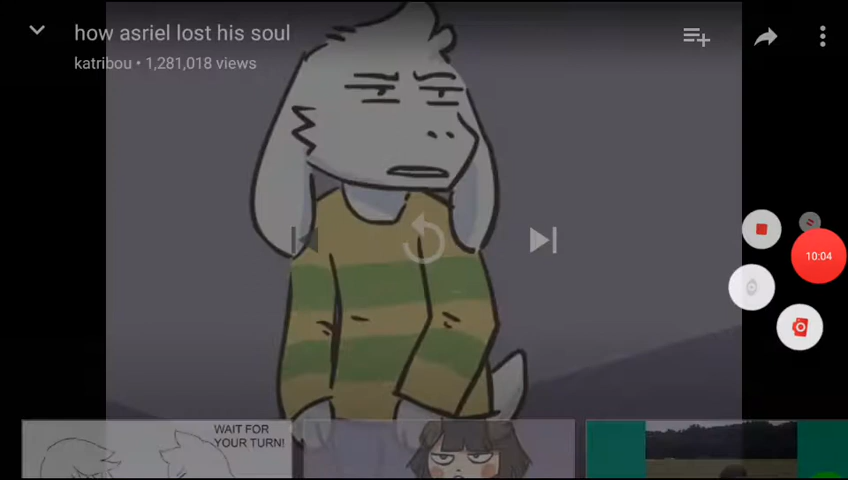 how asriel lost his soul
katribou • 1,281,018 views
10:04
WAIT FOR
YOUR TURN!